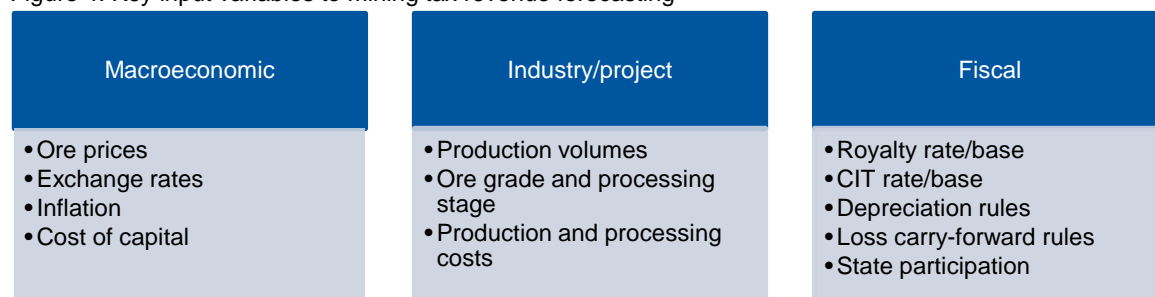 Figure 4: Key input variables to mining tax revenue forecasting
Macroeconomic
•Ore prices
•Exchange rates
•Inflation
•Cost of capital
Industry/project
•Production volumes
•Ore grade and processing
stage
•Production and processing
costs
Fiscal
•Royalty rate/base
•CIT rate/base
•Depreciation rules
•Loss carry-forward rules
•State participation